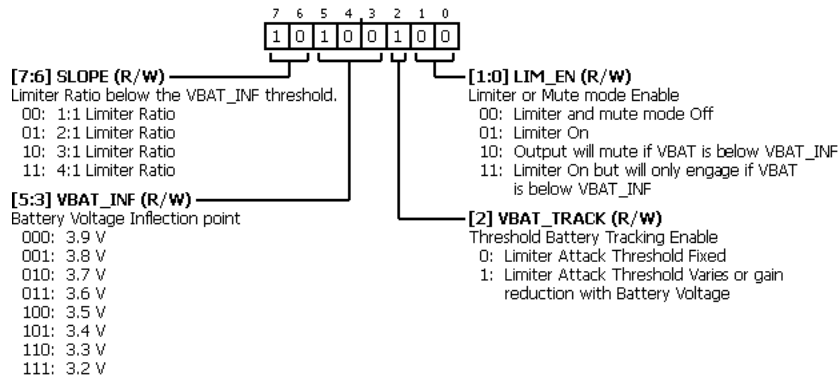 7 6 5 4 3 2 1 0
1 0 1 0 0 1 0 0
[7:6] SLOPE (R/W)
Limiter Ratio below the VBAT_INF threshold.
00: 1:1 Limiter Ratio
01: 2:1 Limiter Ratio
10: 3:1 Limiter Ratio
11: 4:1 Limiter Ratio
[5:3] VBAT_INF (R/W)
Battery Voltage Inflection point
000: 3.9 V
001: 3.8 V
010: 3.7 V
011: 3.6 V
100: 3.5 V
101: 3.4 V
110: 3.3 V
111: 3.2 V
[1:0] LIM_EN (R/W)
Limiter or Mute mode Enable
00: Limiter and mute mode Off
01: Limiter On
10: Output will mute if VBAT is below VBAT_INF
11: Limiter On but will only engage if VBAT
is below VBAT_INF
[2] VBAT_TRACK (R/W)
Threshold Battery Tracking Enable
0: Limiter Attack Threshold Fixed
1: Limiter Attack Threshold Varies or gain
reduction with Battery Voltage